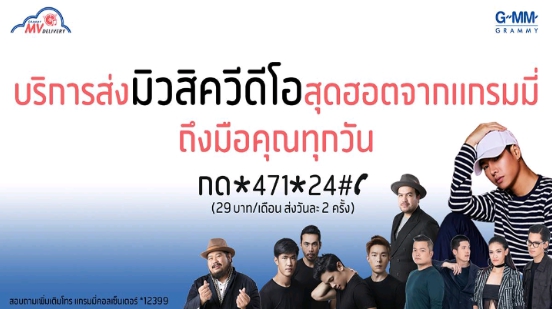 GRAMMY
MV DELIVERY
GMM
GRAMMY
บริการส่งมิวสิควีดีโอสุดฮอตจากแกรมมี่
ถึงมือคุณทุกวัน
กด*471*24#
(29 บาท/เดือน ส่งวันละ 2 ครั้ง)
สอบถามเพิ่มเติมโทร แกรมมี่คอลเซ็นเตอร์ *12399